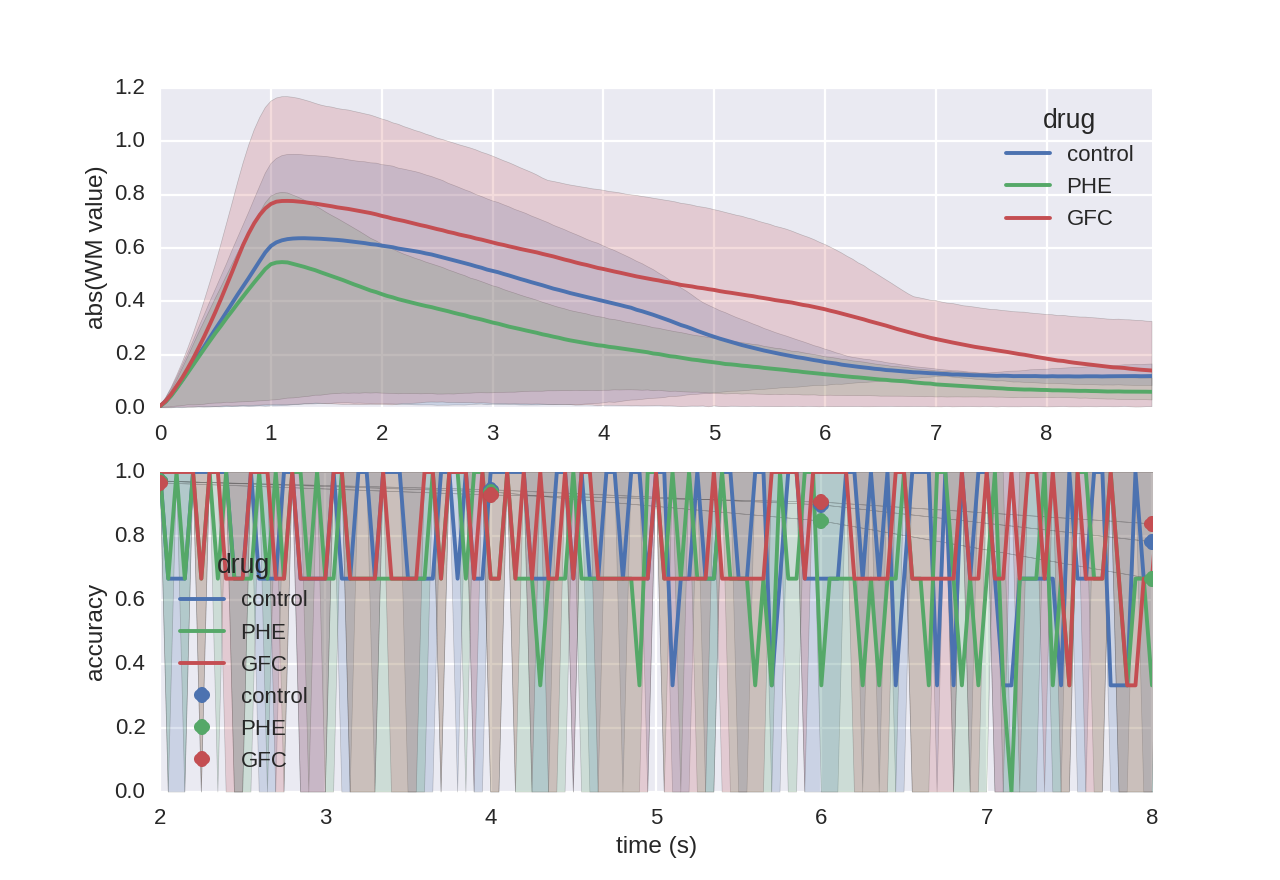 1.2
1.0
0.8
0.6
0.4
0.2
0.0
abs(WM value)
drug
control
PHE
GFC
0 1 2 3 4 5 6 7 8
1.0
0.8
0.6
0.4
0.2
0.0
accuracy
drug
control
PHE
GFC
control
PHE
GFC
2 3 4 5 6 7 8
time (s)